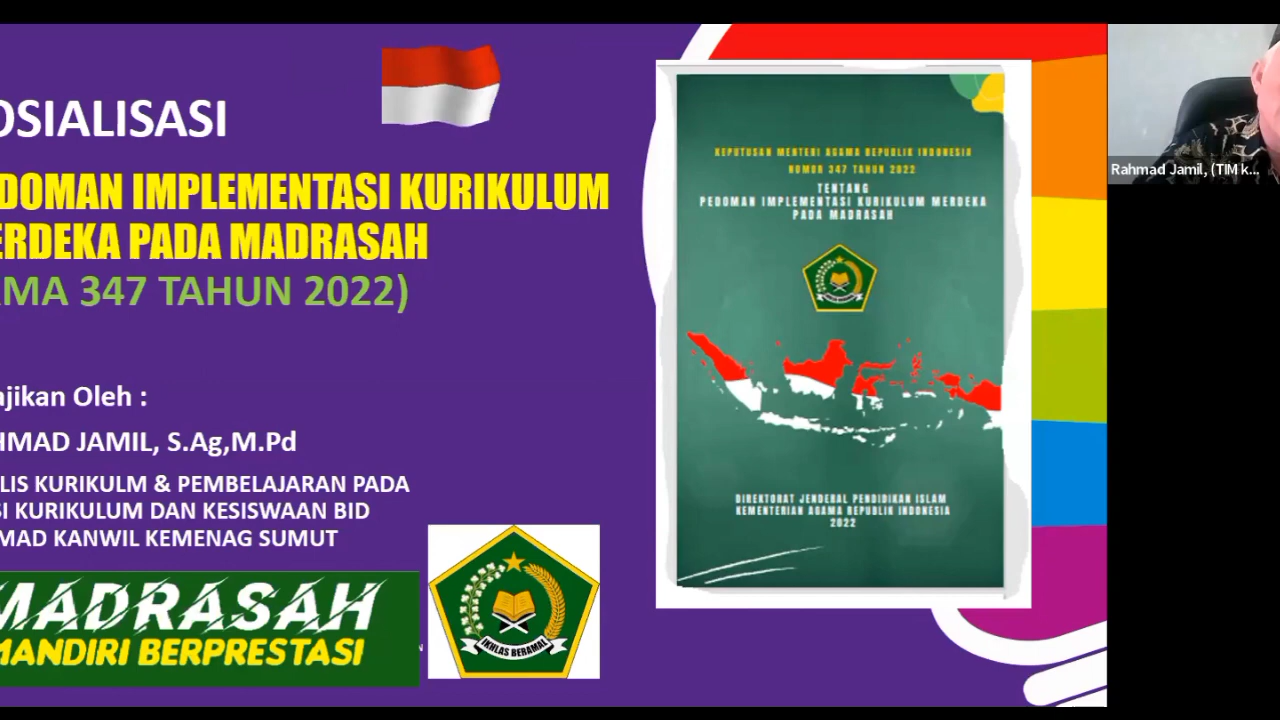 OSIALISASI
DOMAN IMPLEMENTASI KURIKULUM
ERDEKA PADA MADRASAH
MA 347 TAHUN 2022)
ajikan Oleh :
HMAD JAMIL, S.Ag,M.Pd
LIS KURIKULM & PEMBELAJARAN PADA
SI KURIKULUM DAN KESISWAAN BID
MAD KANWIL KEMENAG SUMUT
MADRASAH
MANDIRI BERPRESTASI
IKHLAS BERAMAL
KEPUTUSAN MENTERI AGAMA REPUBLIK INDONESIA
NOMOR 347 TAHUN 2022
TENTANG
PEDOMAN IMPLEMENTASI KURIKULUM MERDEKA
PADA MADRASAH
DIREKTORAT JENDERAL PENDIDIKAN ISLAM
KEMENTERIAN AGAMA REPUBLIK INDONESIA
2022
Rahmad Jamil, (TIM k...